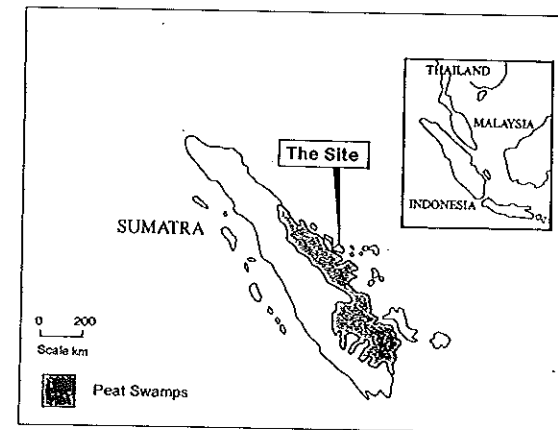 THAILAND
MALAYSIA
INDONESIA
The Site
SUMATRA
0 200
Scale km
Peat Swamps